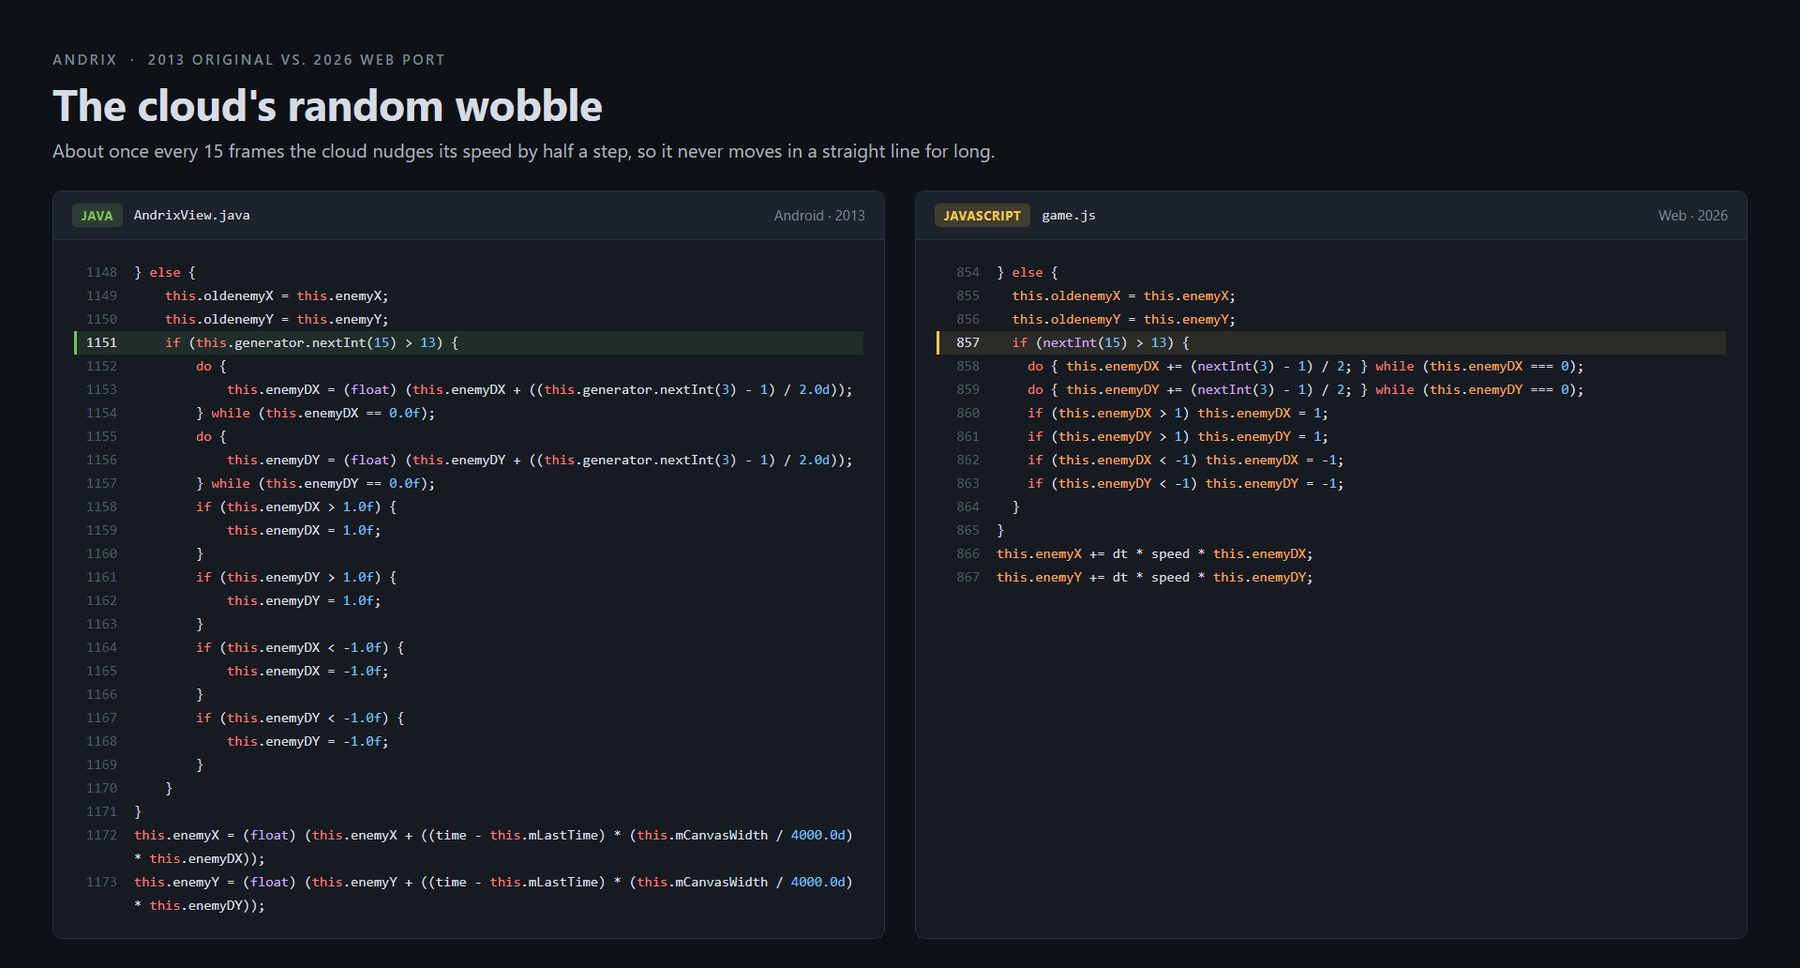 ANDRIX · 2013 ORIGINAL VS. 2026 WEB PORT
The cloud's random wobble
About once every 15 frames the cloud nudges its speed by half a step, so it never moves in a straight line for long.
JAVA AndrixView.java Android · 2013
1148 } else {
1149     this.oldenemyX = this.enemyX;
1150     this.oldenemyY = this.enemyY;
1151     if (this.generator.nextInt(15) > 13) {
1152         do {
1153             this.enemyDX = (float) (this.enemyDX + ((this.generator.nextInt(3) - 1) / 2.0d));
1154         } while (this.enemyDX == 0.0f);
1155         do {
1156             this.enemyDY = (float) (this.enemyDY + ((this.generator.nextInt(3) - 1) / 2.0d));
1157         } while (this.enemyDY == 0.0f);
1158         if (this.enemyDX > 1.0f) {
1159             this.enemyDX = 1.0f;
1160         }
1161         if (this.enemyDY > 1.0f) {
1162             this.enemyDY = 1.0f;
1163         }
1164         if (this.enemyDX < -1.0f) {
1165             this.enemyDX = -1.0f;
1166         }
1167         if (this.enemyDY < -1.0f) {
1168             this.enemyDY = -1.0f;
1169         }
1170     }
1171 }
1172 this.enemyX = (float) (this.enemyX + ((time - this.mLastTime) * (this.mCanvasWidth / 4000.0d)
* this.enemyDX));
1173 this.enemyY = (float) (this.enemyY + ((time - this.mLastTime) * (this.mCanvasWidth / 4000.0d)
* this.enemyDY));
JAVASCRIPT game.js Web · 2026
854 } else {
855   this.oldenemyX = this.enemyX;
856   this.oldenemyY = this.enemyY;
857   if (nextInt(15) > 13) {
858     do { this.enemyDX += (nextInt(3) - 1) / 2; } while (this.enemyDX === 0);
859     do { this.enemyDY += (nextInt(3) - 1) / 2; } while (this.enemyDY === 0);
860     if (this.enemyDX > 1) this.enemyDX = 1;
861     if (this.enemyDY > 1) this.enemyDY = 1;
862     if (this.enemyDX < -1) this.enemyDX = -1;
863     if (this.enemyDY < -1) this.enemyDY = -1;
864   }
865 }
866 this.enemyX += dt * speed * this.enemyDX;
867 this.enemyY += dt * speed * this.enemyDY;